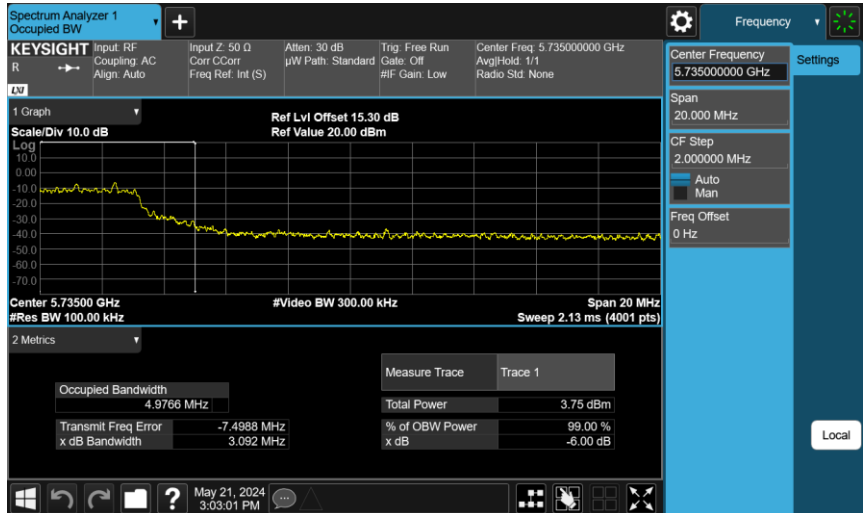 Spectrum Analyzer 1
Occupied BW
+
Frequency
KEYSIGHT
R
LXI
Input: RF
Coupling: AC
Align: Auto
Input Z: 50 Ω
Corr CCorr
Freq Ref: Int (S)
Atten: 30 dB
µW Path: Standard
Trig: Free Run
Gate: Off
#IF Gain: Low
Center Freq: 5.735000000 GHz
Avg|Hold: 1/1
Radio Std: None
Center Frequency
5.735000000 GHz
Settings
Span
20.000 MHz
CF Step
2.000000 MHz
Auto
Man
Freq Offset
0 Hz
Local
1 Graph
Scale/Div 10.0 dB
Ref Lvl Offset 15.30 dB
Ref Value 20.00 dBm
Log
10.0
0.00
-10.0
-20.0
-30.0
-40.0
-50.0
-60.0
-70.0
Center 5.73500 GHz
#Video BW 300.00 kHz
Span 20 MHz
#Res BW 100.00 kHz
Sweep 2.13 ms (4001 pts)
2 Metrics
Measure Trace
Trace 1
Occupied Bandwidth
4.9766 MHz
Total Power
3.75 dBm
Transmit Freq Error
-7.4988 MHz
% of OBW Power
99.00 %
x dB Bandwidth
3.092 MHz
x dB
-6.00 dB
?
May 21, 2024
3:03:01 PM